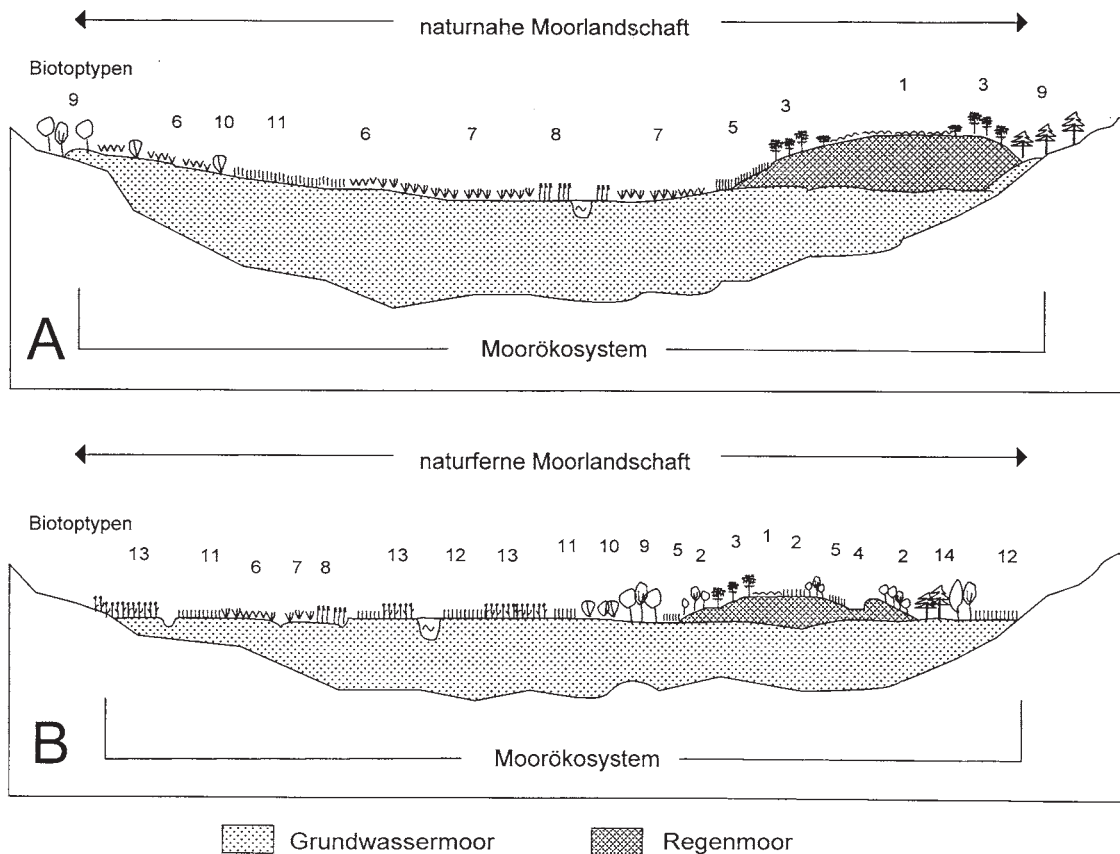 naturnahe Moorlandschaft
Biotoptypen
9 6 10 11 6 7 8 7 5 3 1 3 9
A
Moorökosystem
naturferne Moorlandschaft
Biotoptypen
13 11 6 7 8 13 12 13 11 10 9 5 2 3 1 2 5 4 2 14 12
B
Moorökosystem
Grundwassermoor Regenmoor